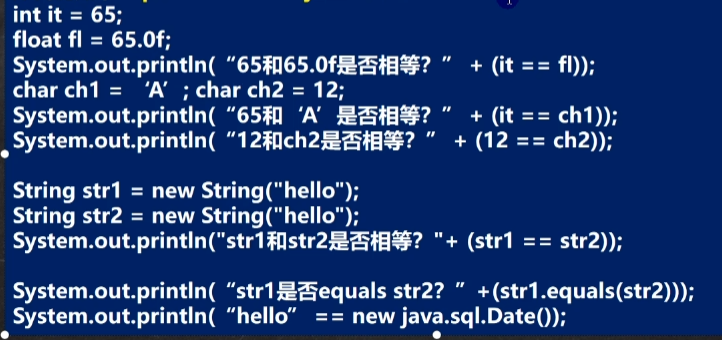 int it = 65;
float fl = 65.0f;
System.out.println( “65和65.0f是否相等？ ” + (it == fl));
char ch1 = ‘A’ ; char ch2 = 12;
System.out.println( “65和 ‘A’ 是否相等？ ” + (it == ch1));
System.out.println( “12和ch2是否相等？ ” + (12 == ch2));
String str1 = new String("hello");
String str2 = new String("hello");
System.out.println("str1和str2是否相等？"+ (str1 == str2));
System.out.println( “str1是否equals str2？ ” +(str1.equals(str2)));
System.out.println( “hello” == new java.sql.Date());